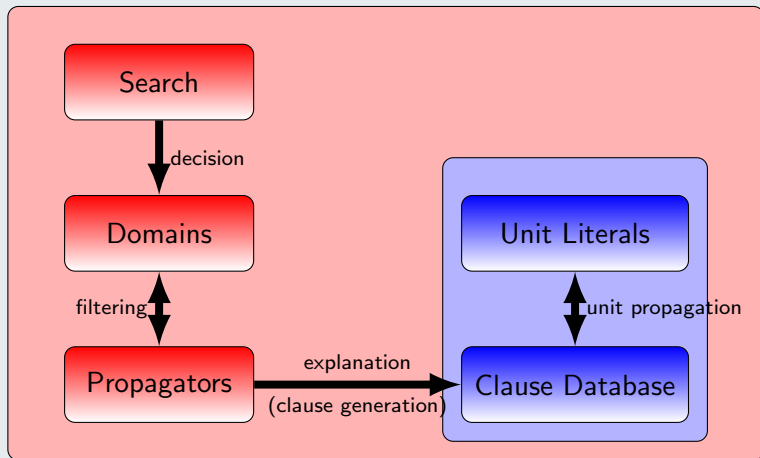 Search
decision
Domains
Unit Literals
filtering
unit propagation
explanation
Propagators
Clause Database
(clause generation)